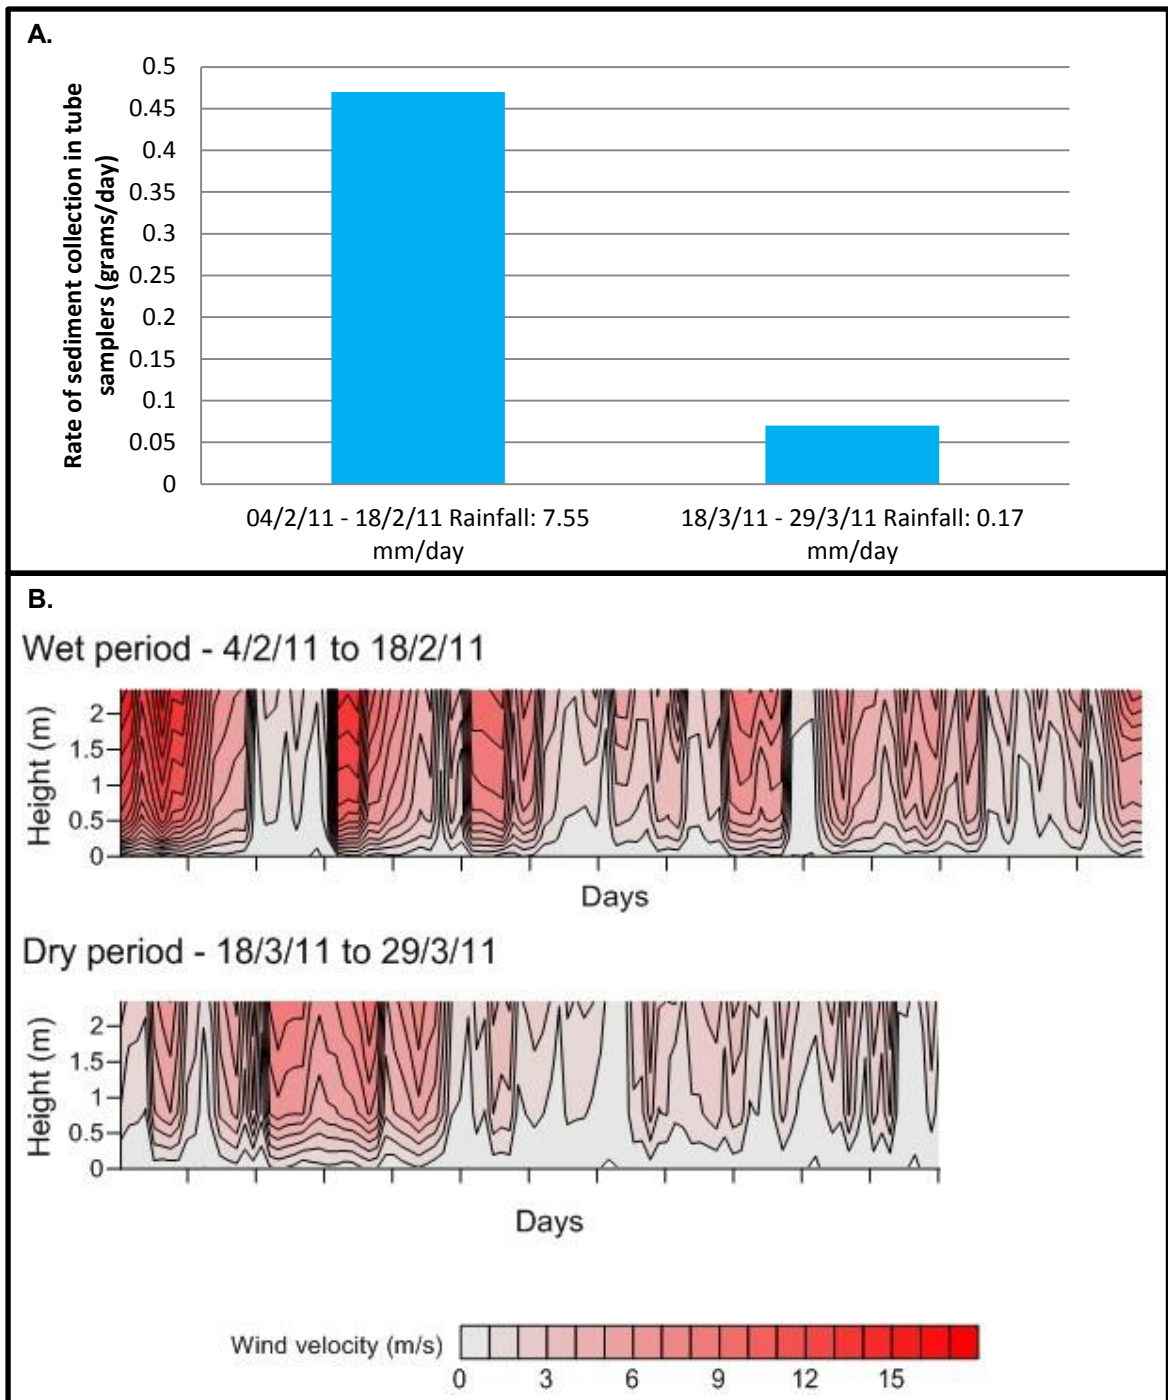 A.
Rate of sediment collection in tube
samplers (grams/day)
0.5
0.45
0.4
0.35
0.3
0.25
0.2
0.15
0.1
0.05
0
04/2/11 - 18/2/11 Rainfall: 7.55
mm/day
18/3/11 - 29/3/11 Rainfall: 0.17
mm/day
B.
Wet period - 4/2/11 to 18/2/11
Height (m)
2
1.5
1
0.5
0
Days
Dry period - 18/3/11 to 29/3/11
Height (m)
2
1.5
1
0.5
0
Days
Wind velocity (m/s)
0 3 6 9 12 15